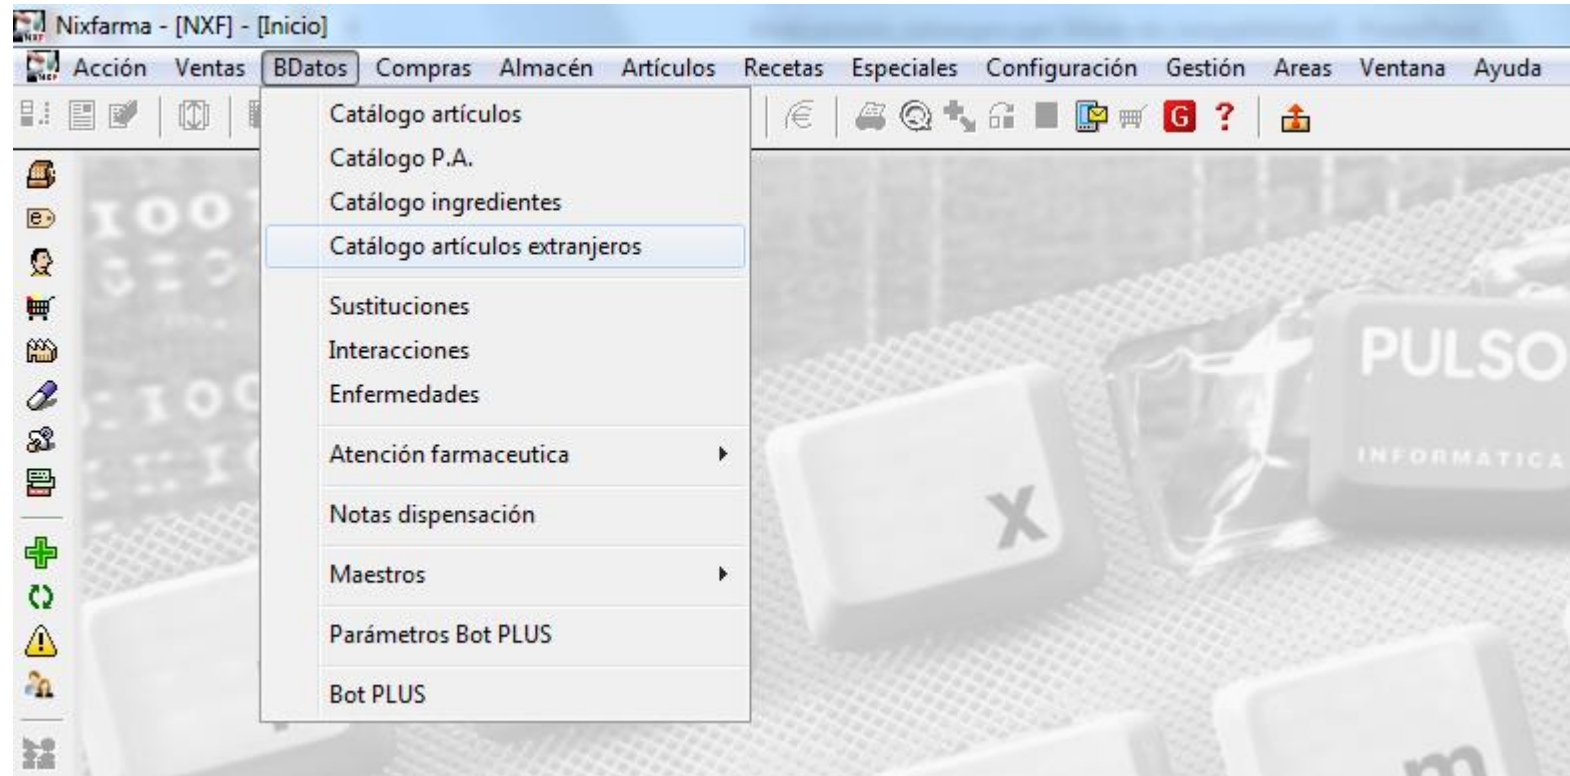 Nixfarma - [NXF] - [Inicio]
Acción Ventas BDatos Compras Almacén Artículos Recetas Especiales Configuración Gestión Areas Ventana Ayuda
G ?
e
Catálogo artículos
Catálogo P.A.
Catálogo ingredientes
Catálogo artículos extranjeros
Sustituciones
Interacciones
Enfermedades
Atención farmaceutica
Notas dispensación
Maestros
Parámetros Bot PLUS
Bot PLUS
PULSO
INFORMATICA
x
m